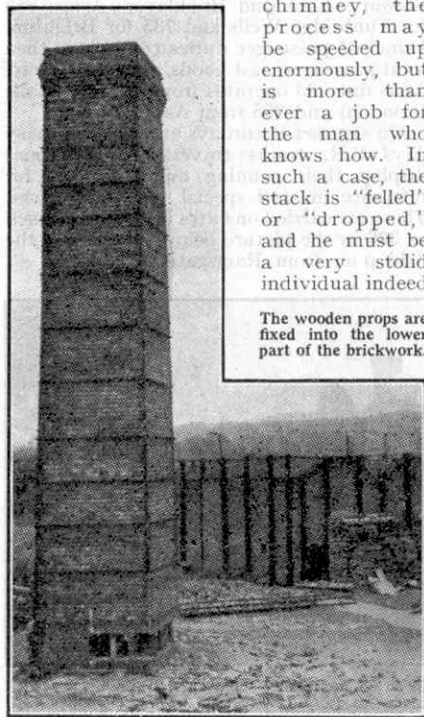 chimney, the
process may
be speeded up
enormously, but
is more than
ever a job for
the man who
knows how. In
such a case, the
stack is "felled"
or "dropped,"
and he must be
a very stolid
individual indeed
The wooden props are
fixed into the lower
part of the brickwork.